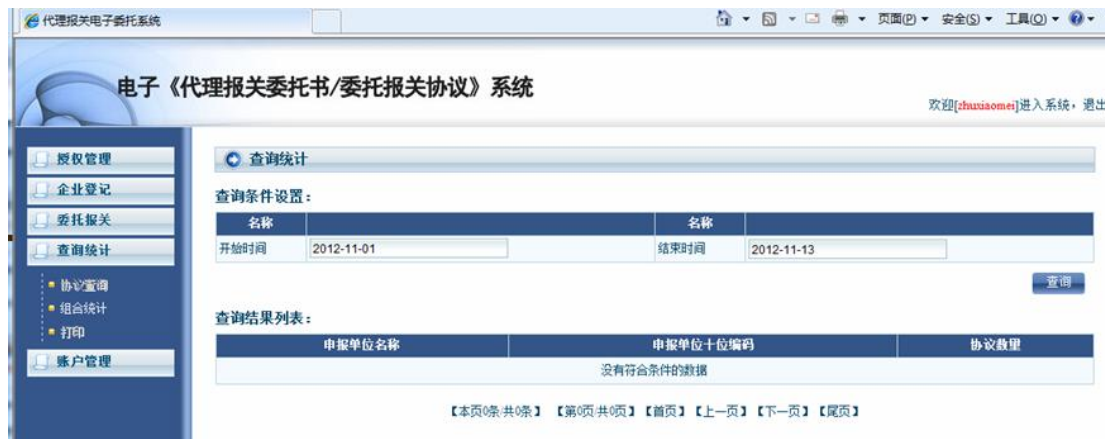 代理报关电子委托系统
页面(P) 安全(S) 工具(O)
电子《代理报关委托书/委托报关协议》系统
欢迎[zhuxiaomei]进入系统，退出
授权管理
企业登记
委托报关
查询统计
协议查询
组合统计
打印
账户管理
查询统计
查询条件设置：
名称 名称
开始时间 2012-11-01 结束时间 2012-11-13
查询
查询结果列表：
申报单位名称 申报单位十位编码 协议数量
没有符合条件的数据
【本页0条/共0条】 【第0页/共0页】【首页】【上一页】【下一页】【尾页】